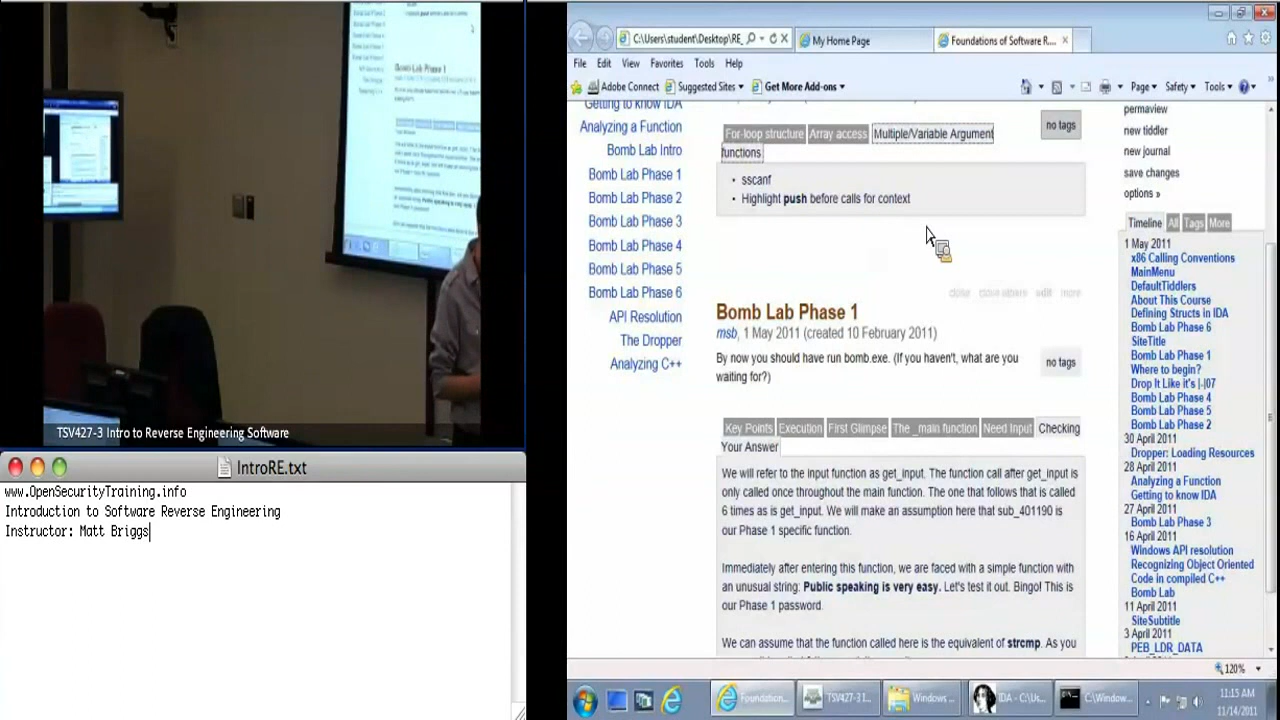 TSV427-3 Intro to Reverse Engineering Software
IntroRE.txt
www.OpenSecurityTraining.info
Introduction to Software Reverse Engineering
Instructor: Matt Briggs
C:\Users\student\Desktop\RE_
My Home Page
Foundations of Software R...
File Edit View Favorites Tools Help
Adobe Connect Suggested Sites Get More Add-ons
Page Safety Tools
Getting to know IDA
Analyzing a Function
Bomb Lab Intro
Bomb Lab Phase 1
Bomb Lab Phase 2
Bomb Lab Phase 3
Bomb Lab Phase 4
Bomb Lab Phase 5
Bomb Lab Phase 6
API Resolution
The Dropper
Analyzing C++
For-loop structure Array access Multiple/Variable Argument
functions
no tags
• sscanf
• Highlight push before calls for context
close close others edit more
Bomb Lab Phase 1
msb, 1 May 2011 (created 10 February 2011)
By now you should have run bomb.exe. (If you haven't, what are you
waiting for?)
no tags
Key Points Execution First Glimpse The _main function Need Input Checking
Your Answer
We will refer to the input function as get_input. The function call after get_input is
only called once throughout the main function. The one that follows that is called
6 times as is get_input. We will make an assumption here that sub_401190 is
our Phase 1 specific function.
Immediately after entering this function, we are faced with a simple function with
an unusual string: Public speaking is very easy. Let's test it out. Bingo! This is
our Phase 1 password.
We can assume that the function called here is the equivalent of strcmp. As you
permaview
new tiddler
new journal
save changes
options »
Timeline All Tags More
1 May 2011
x86 Calling Conventions
MainMenu
DefaultTiddlers
About This Course
Defining Structs in IDA
Bomb Lab Phase 6
SiteTitle
Bomb Lab Phase 1
Where to begin?
Drop It Like it's |-|07
Bomb Lab Phase 4
Bomb Lab Phase 5
Bomb Lab Phase 2
30 April 2011
Dropper: Loading Resources
28 April 2011
Analyzing a Function
Getting to know IDA
27 April 2011
Bomb Lab Phase 3
16 April 2011
Windows API resolution
Recognizing Object Oriented
Code in compiled C++
Bomb Lab
11 April 2011
SiteSubtitle
3 April 2011
PEB_LDR_DATA
120%
Foundation... TSV427-3 I... Windows... IDA - C:\Us... C:\Window...
11:15 AM
11/14/2011